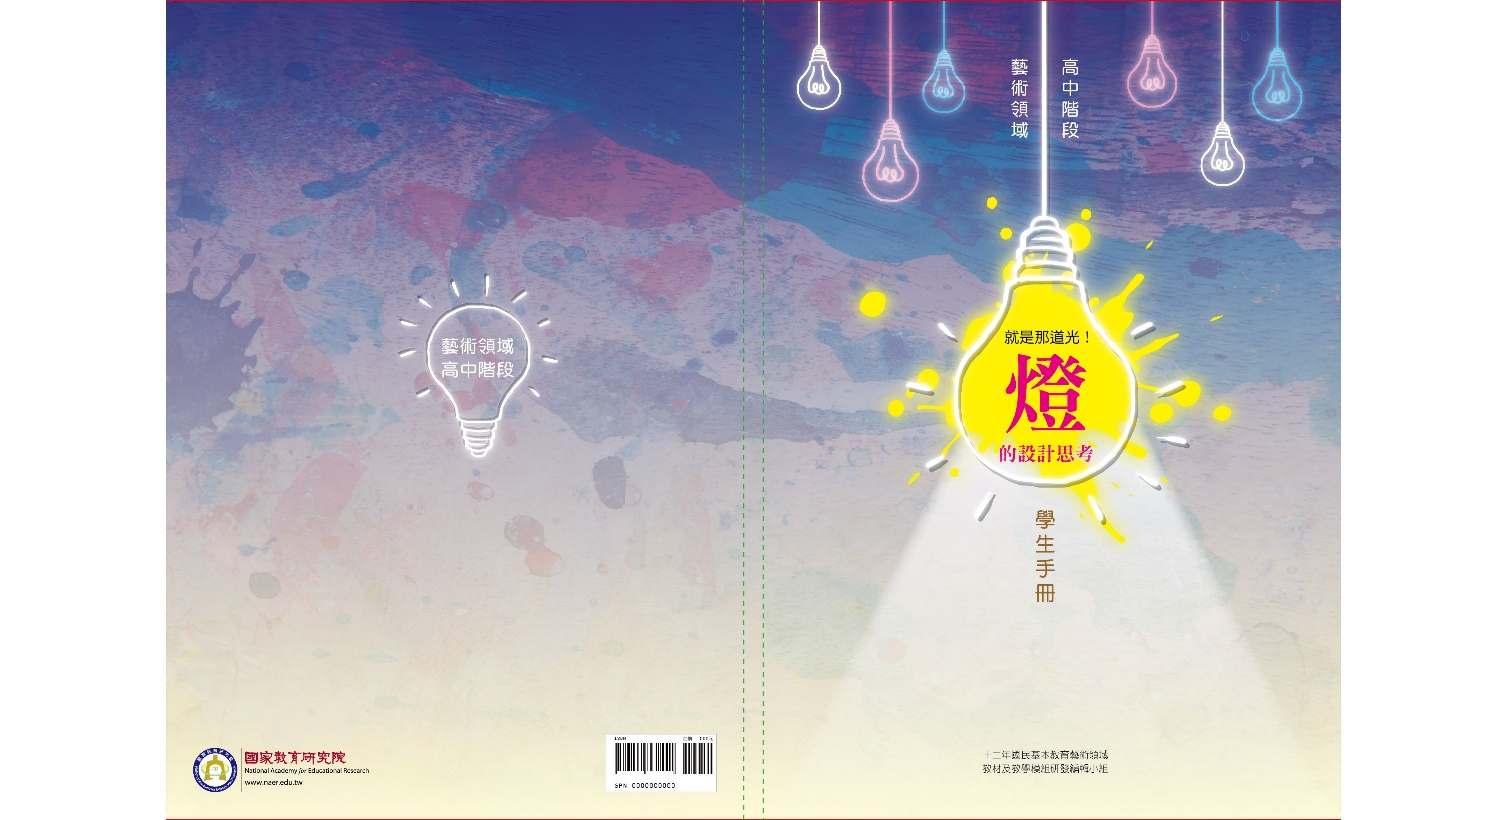 高中階段
藝術領域
就是那道光！
燈
的設計思考
學生手冊
十二年國民基本教育藝術領域
教材及教學模組研發編輯小組
藝術領域
高中階段
國家教育研究院
National Academy for Educational Research
www.naer.edu.tw
SPN 0000000000